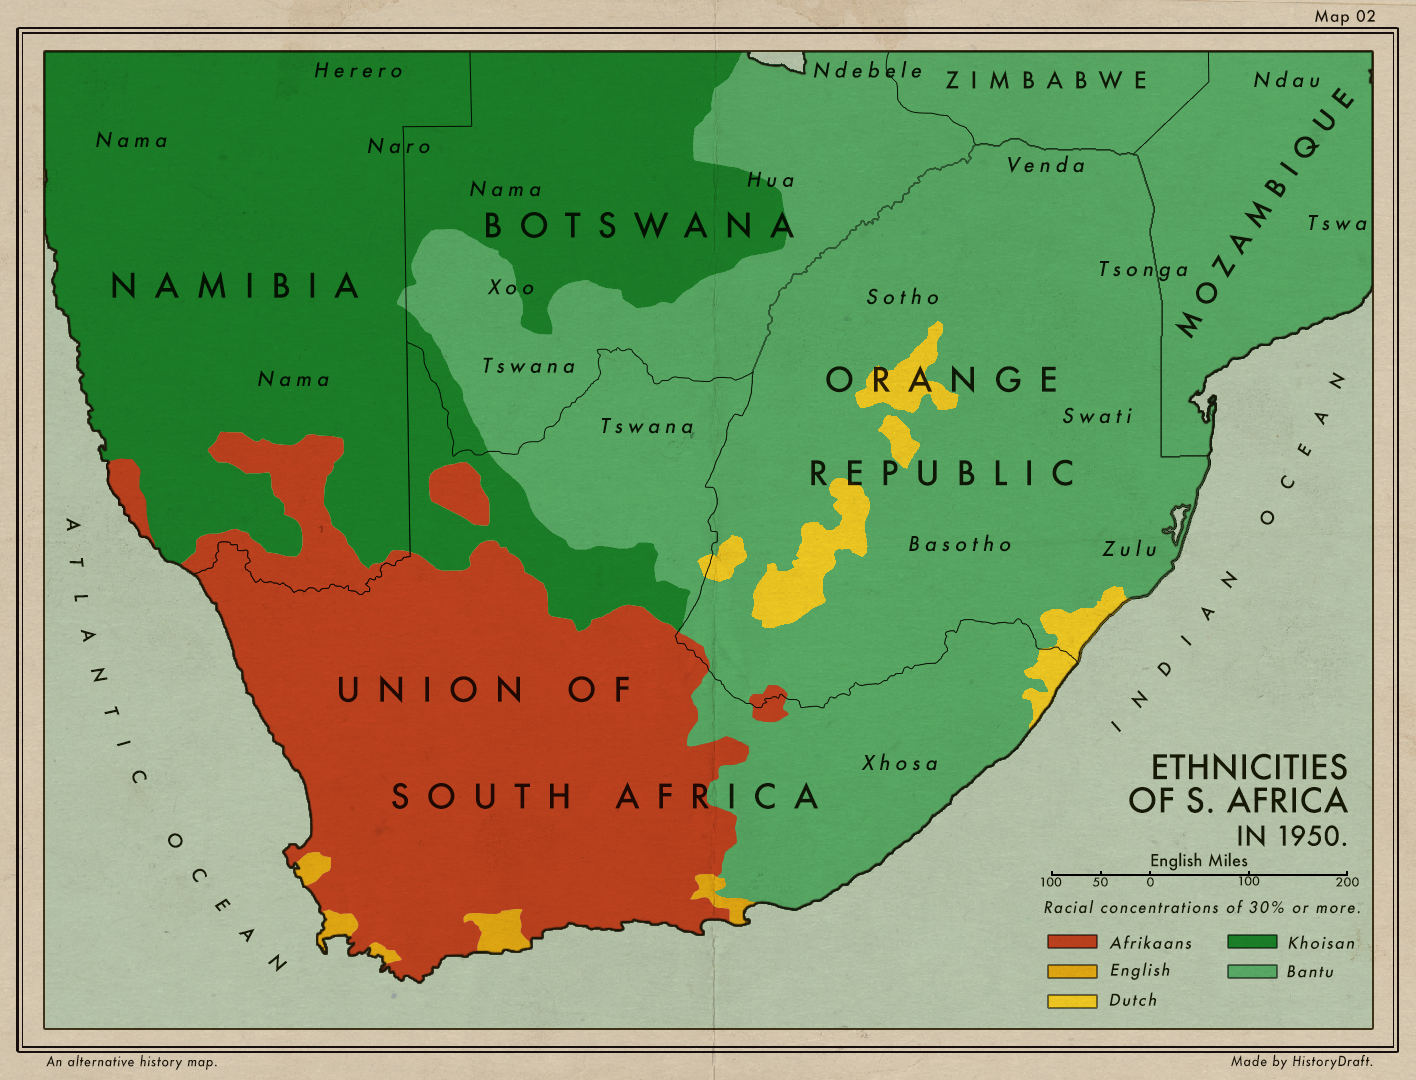 Map 02
Herero
Ndebele
ZIMBABWE
Ndau
Nama
Naro
MOZAMBIQUE
Venda
Nama
Hua
BOTSWANA
Tswa
Tsonga
NAMIBIA
Xoo
Sotho
Tswana
Nama
ORANGE
Swati
Tswana
REPUBLIC
Basotho
Zulu
ATLANTIC OCEAN
INDIAN OCEAN
UNION OF
SOUTH AFRICA
Xhosa
ETHNICITIES
OF S. AFRICA
IN 1950.
English Miles
100 50 0 100 200
Racial concentrations of 30% or more.
Afrikaans Khoisan
English Bantu
Dutch
An alternative history map. Made by HistoryDraft.